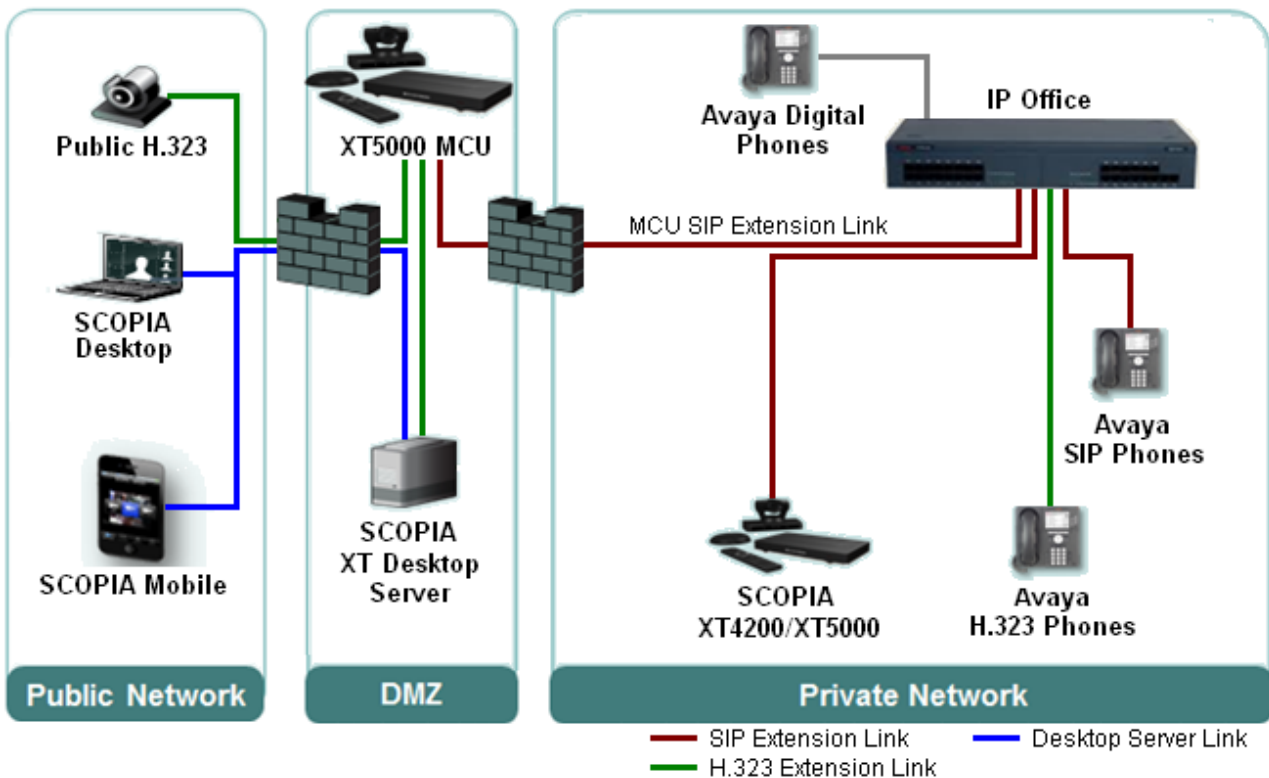 Public H.323
SCOPIA
Desktop
SCOPIA Mobile
Public Network
XT5000 MCU
SCOPIA
XT Desktop
Server
DMZ
Avaya Digital
Phones
IP Office
MCU SIP Extension Link
Avaya
SIP Phones
SCOPIA
XT4200/XT5000
Avaya
H.323 Phones
Private Network
SIP Extension Link
Desktop Server Link
H.323 Extension Link